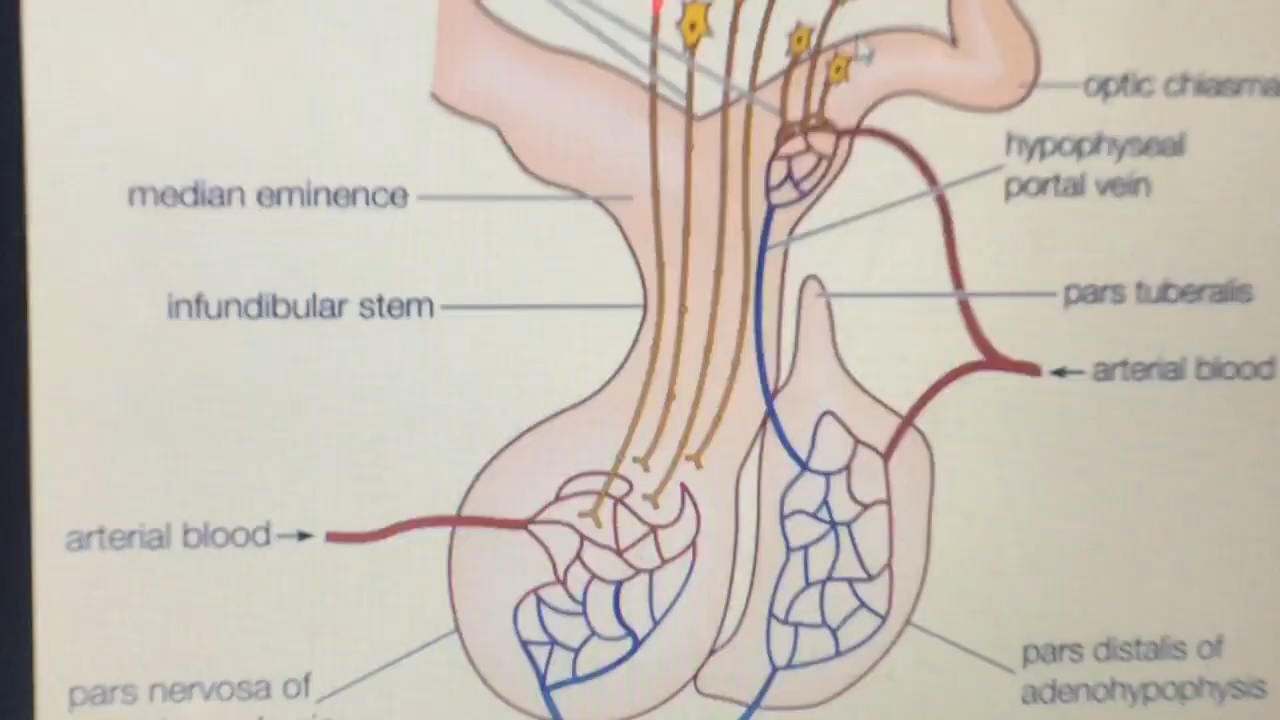 optic chiasma
hypophyseal
portal vein
median eminence
pars tuberalis
infundibular stem
arterial blood
arterial blood
pars distalis of
adenohypophysis
pars nervosa of